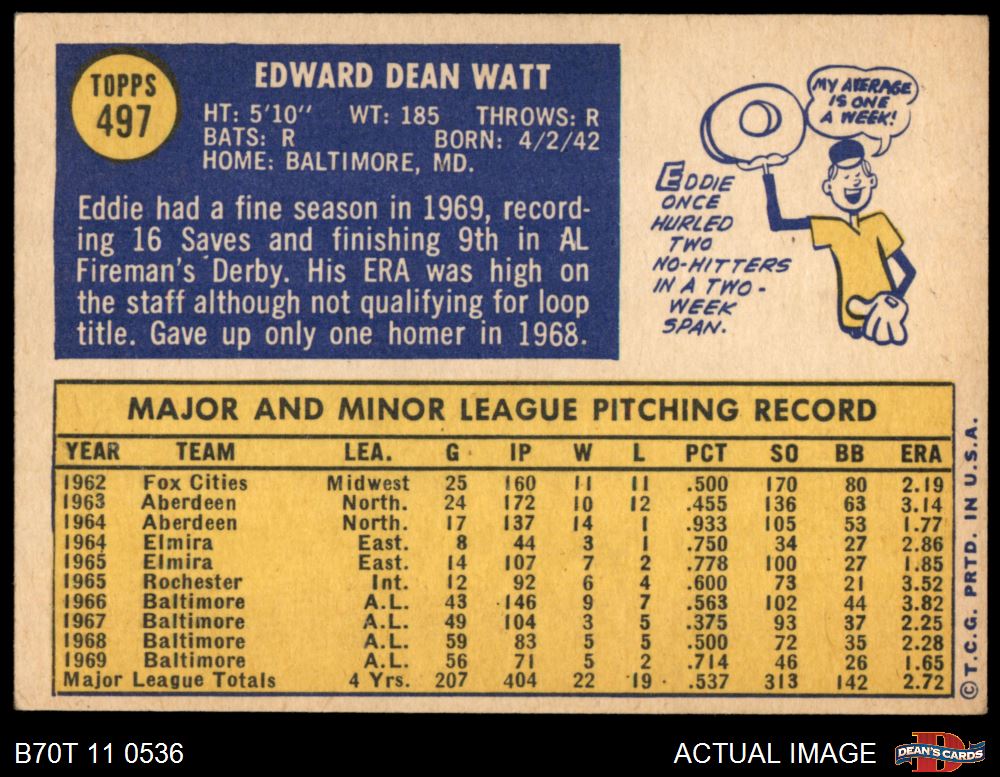 TOPPS
497
EDWARD DEAN WATT
HT: 5'10" WT: 185 THROWS: R
BATS: R BORN: 4/2/42
HOME: BALTIMORE, MD.
Eddie had a fine season in 1969, record-
ing 16 Saves and finishing 9th in AL
Fireman's Derby. His ERA was high on
the staff although not qualifying for loop
title. Gave up only one homer in 1968.
MY AVERAGE
IS ONE
A WEEK!
EDDIE
ONCE
HURLED
TWO
NO-HITTERS
IN A TWO-
WEEK
SPAN.
MAJOR AND MINOR LEAGUE PITCHING RECORD
YEAR TEAM LEA. G IP W L PCT SO BB ERA
1962 Fox Cities Midwest 25 160 11 11 .500 170 80 2.19
1963 Aberdeen North. 24 172 10 12 .455 136 63 3.14
1964 Aberdeen North. 17 137 14 1 .933 105 53 1.77
1964 Elmira East. 8 44 3 1 .750 34 27 2.86
1965 Elmira East. 14 107 7 2 .778 100 27 1.85
1965 Rochester Int. 12 92 6 4 .600 73 21 3.52
1966 Baltimore A.L. 43 146 9 7 .563 102 44 3.82
1967 Baltimore A.L. 49 104 3 5 .375 93 37 2.25
1968 Baltimore A.L. 59 83 5 5 .500 72 35 2.28
1969 Baltimore A.L. 56 71 5 2 .714 46 26 1.65
Major League Totals 4 Yrs. 207 404 22 19 .537 313 142 2.72
© T.C.G. PRTD. IN U.S.A.
B70T 11 0536
ACTUAL IMAGE
D
DEAN'S CARDS